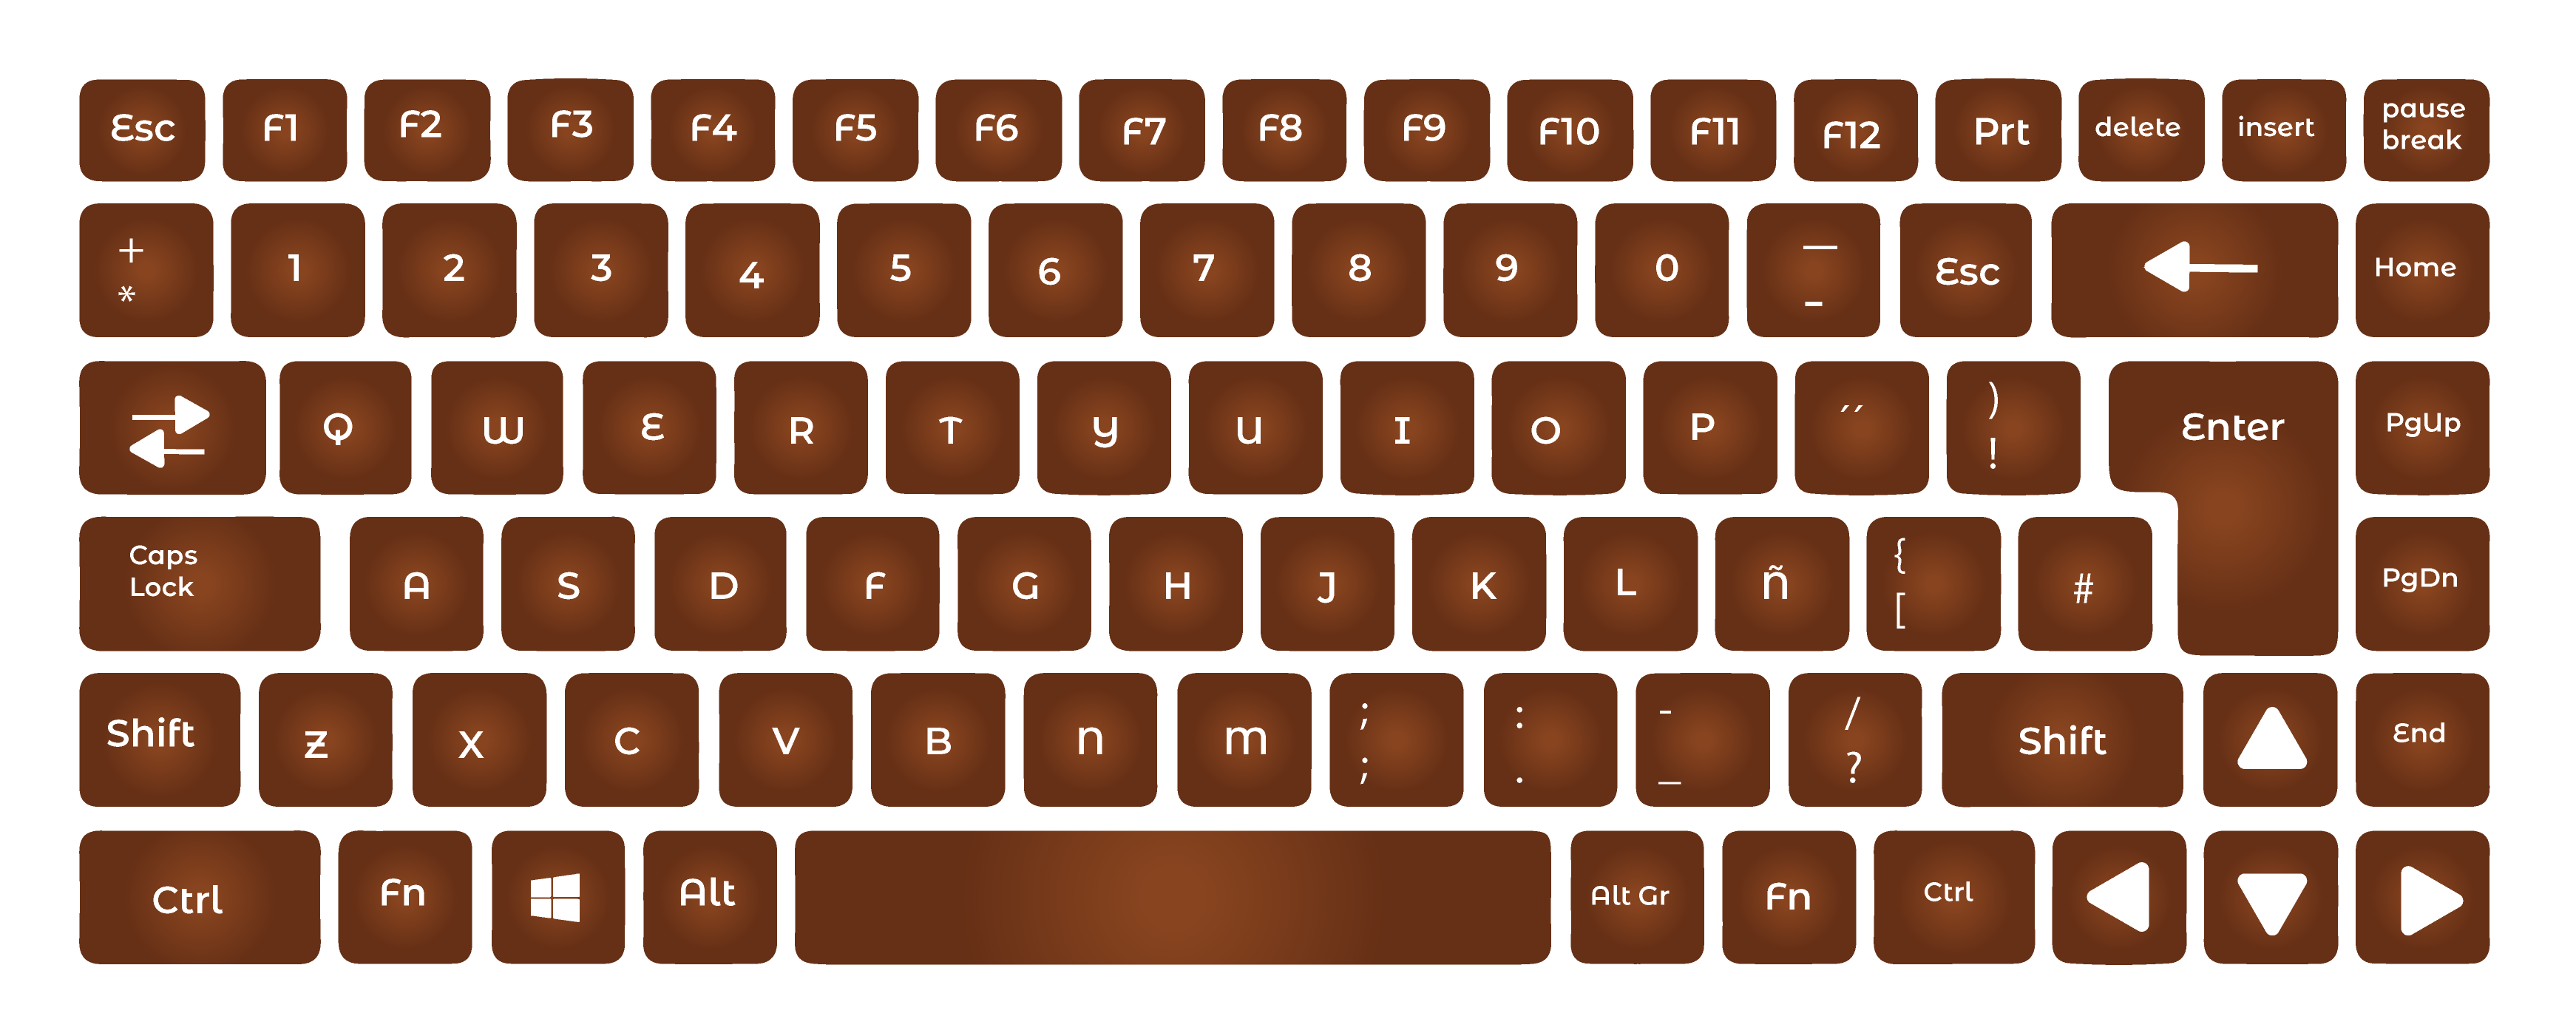 Esc F1 F2 F3 F4 F5 F6 F7 F8 F9 F10 F11 F12 Prt delete insert pause
break
+
* 1 2 3 4 5 6 7 8 9 0 — - Esc Home
Q W E R T Y U I O P ´´ )
! Enter PgUp
Caps
Lock A S D F G H J K L Ñ {
[ # PgDn
Shift Z X C V B N M ;
; :
. -
_ /
? Shift End
Ctrl Fn Alt Alt Gr Fn Ctrl